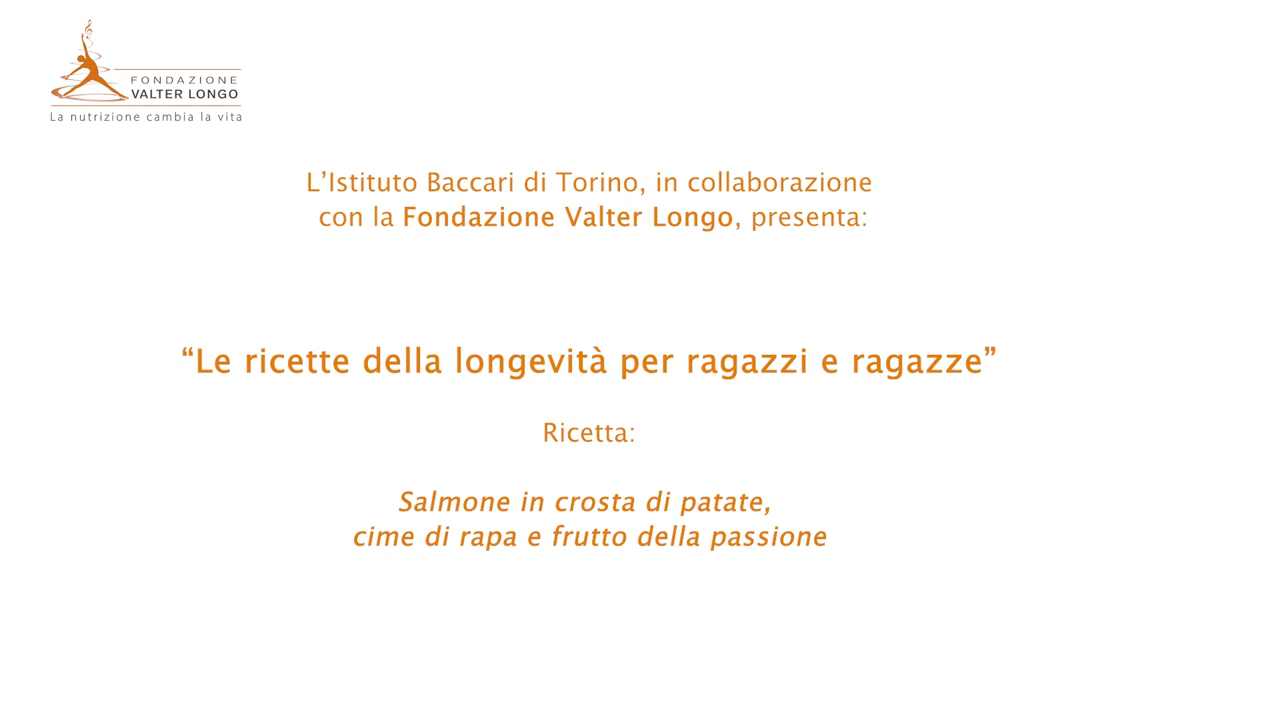 FONDAZIONE
VALTER LONGO
La nutrizione cambia la vita
L’Istituto Baccari di Torino, in collaborazione
con la Fondazione Valter Longo, presenta:
“Le ricette della longevità per ragazzi e ragazze”
Ricetta:
Salmone in crosta di patate,
cime di rapa e frutto della passione